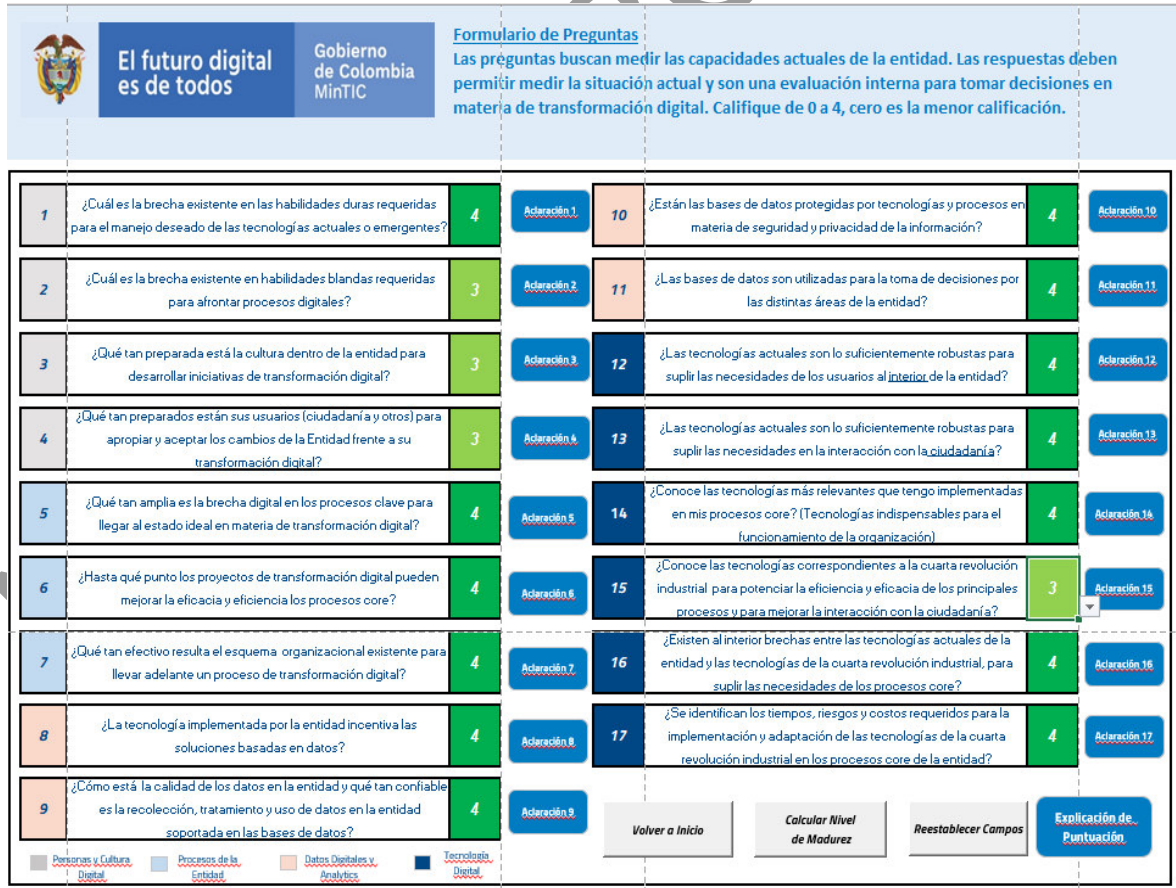 El futuro digital
es de todos
Gobierno
de Colombia
MinTIC
Formulario de Preguntas
Las preguntas buscan medir las capacidades actuales de la entidad. Las respuestas deben
permitir medir la situación actual y son una evaluación interna para tomar decisiones en
materia de transformación digital. Califique de 0 a 4, cero es la menor calificación.
1
¿Cuál es la brecha existente en las habilidades duras requeridas
para el manejo deseado de las tecnologías actuales o emergentes?
4
Aclaración 1
2
¿Cuál es la brecha existente en habilidades blandas requeridas
para afrontar procesos digitales?
3
Aclaración 2
3
¿Qué tan preparada está la cultura dentro de la entidad para
desarrollar iniciativas de transformación digital?
3
Aclaración 3
4
¿Qué tan preparados están sus usuarios (ciudadanía y otros) para
apropiar y aceptar los cambios de la Entidad frente a su
transformación digital?
3
Aclaración 4
5
¿Qué tan amplia es la brecha digital en los procesos clave para
llegar al estado ideal en materia de transformación digital?
4
Aclaración 5
6
¿Hasta qué punto los proyectos de transformación digital pueden
mejorar la eficacia y eficiencia los procesos core?
4
Aclaración 6
7
¿Qué tan efectivo resulta el esquema organizacional existente para
llevar adelante un proceso de transformación digital?
4
Aclaración 7
8
¿La tecnología implementada por la entidad incentiva las
soluciones basadas en datos?
4
Aclaración 8
9
¿Cómo está la calidad de los datos en la entidad y qué tan confiable
es la recolección, tratamiento y uso de datos en la entidad
soportada en las bases de datos?
4
Aclaración 9
10
¿Están las bases de datos protegidas por tecnologías y procesos en
materia de seguridad y privacidad de la información?
4
Aclaración 10
11
¿Las bases de datos son utilizadas para la toma de decisiones por
las distintas áreas de la entidad?
4
Aclaración 11
12
¿Las tecnologías actuales son lo suficientemente robustas para
suplir las necesidades de los usuarios al interior de la entidad?
4
Aclaración 12
13
¿Las tecnologías actuales son lo suficientemente robustas para
suplir las necesidades en la interacción con la ciudadanía?
4
Aclaración 13
14
¿Conoce las tecnologías más relevantes que tengo implementadas
en mis procesos core? (Tecnologías indispensables para el
funcionamiento de la organización)
4
Aclaración 14
15
¿Conoce las tecnologías correspondientes a la cuarta revolución
industrial para potenciar la eficiencia y eficacia de los principales
procesos y para mejorar la interacción con la ciudadanía?
3
Aclaración 15
16
¿Existen al interior brechas entre las tecnologías actuales de la
entidad y las tecnologías de la cuarta revolución industrial, para
suplir las necesidades de los procesos core?
4
Aclaración 16
17
¿Se identifican los tiempos, riesgos y costos requeridos para la
implementación y adaptación de las tecnologías de la cuarta
revolución industrial en los procesos core de la entidad?
4
Aclaración 17
Volver a Inicio
Calcular Nivel
de Madurez
Reestablecer Campos
Explicación de
Puntuación
Personas y Cultura
Digital
Procesos de la
Entidad
Datos Digitales y
Analytics
Tecnología
Digital